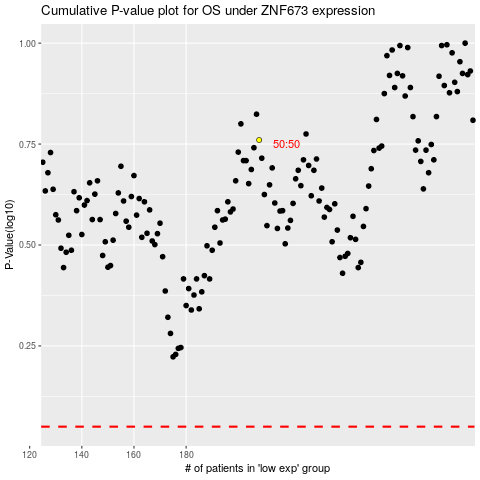 Cumulative P-value plot for OS under ZNF673 expression
1.00
0.75
0.50
0.25
P-Value(log10)
50:50
120 140 160 180
# of patients in 'low exp' group